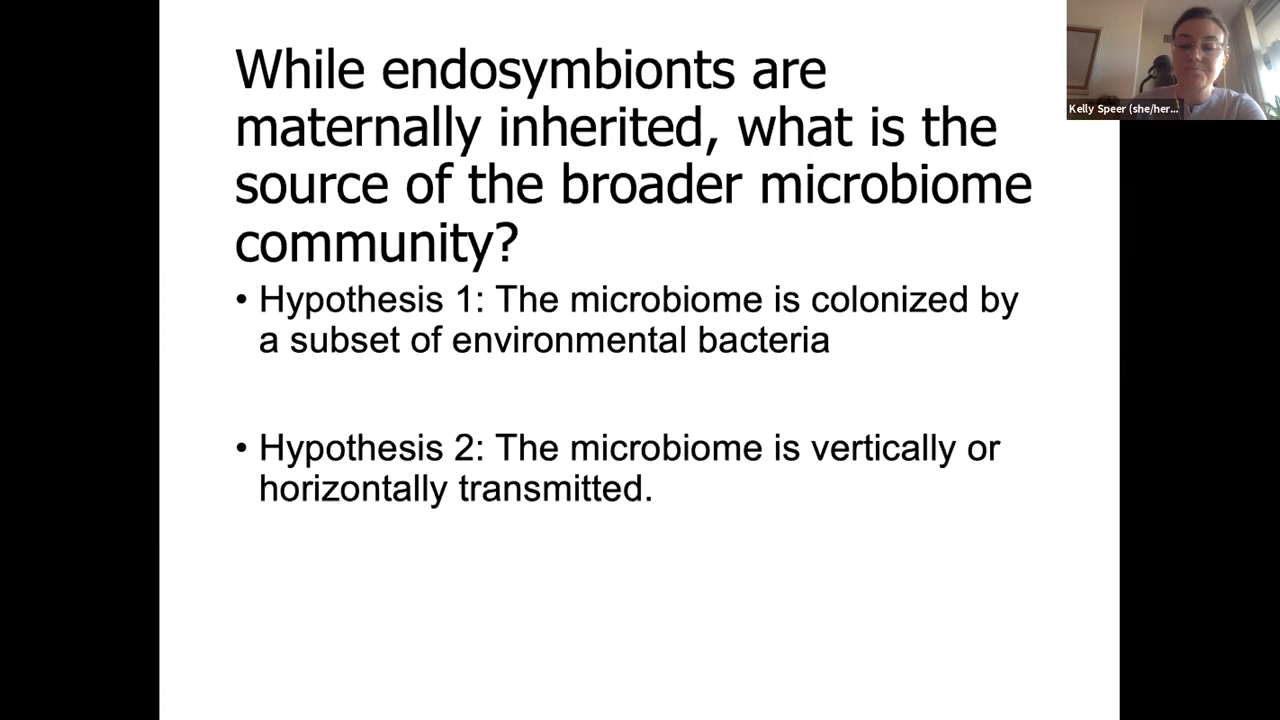 While endosymbionts are
maternally inherited, what is the
source of the broader microbiome
community?
• Hypothesis 1: The microbiome is colonized by
a subset of environmental bacteria
• Hypothesis 2: The microbiome is vertically or
horizontally transmitted.
Kelly Speer (she/her...